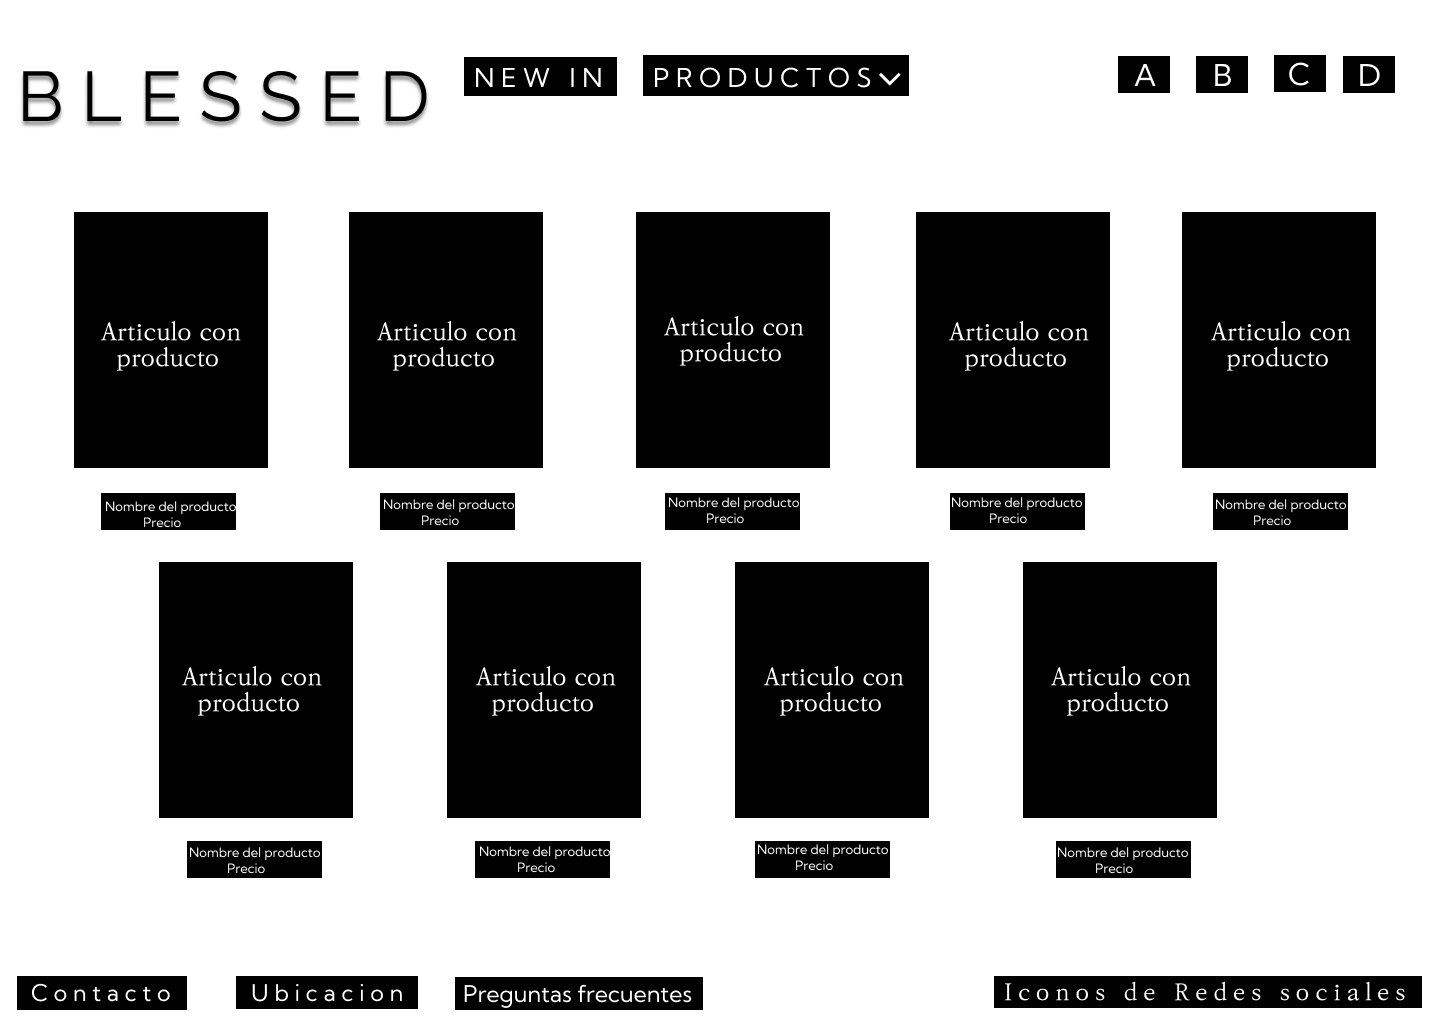 BLESSED
NEW IN
PRODUCTOS
A
B
C
D
Articulo con
producto
Articulo con
producto
Articulo con
producto
Articulo con
producto
Articulo con
producto
Nombre del producto
Precio
Nombre del producto
Precio
Nombre del producto
Precio
Nombre del producto
Precio
Nombre del producto
Precio
Articulo con
producto
Articulo con
producto
Articulo con
producto
Articulo con
producto
Nombre del producto
Precio
Nombre del producto
Precio
Nombre del producto
Precio
Nombre del producto
Precio
Contacto
Ubicacion
Preguntas frecuentes
Iconos de Redes sociales